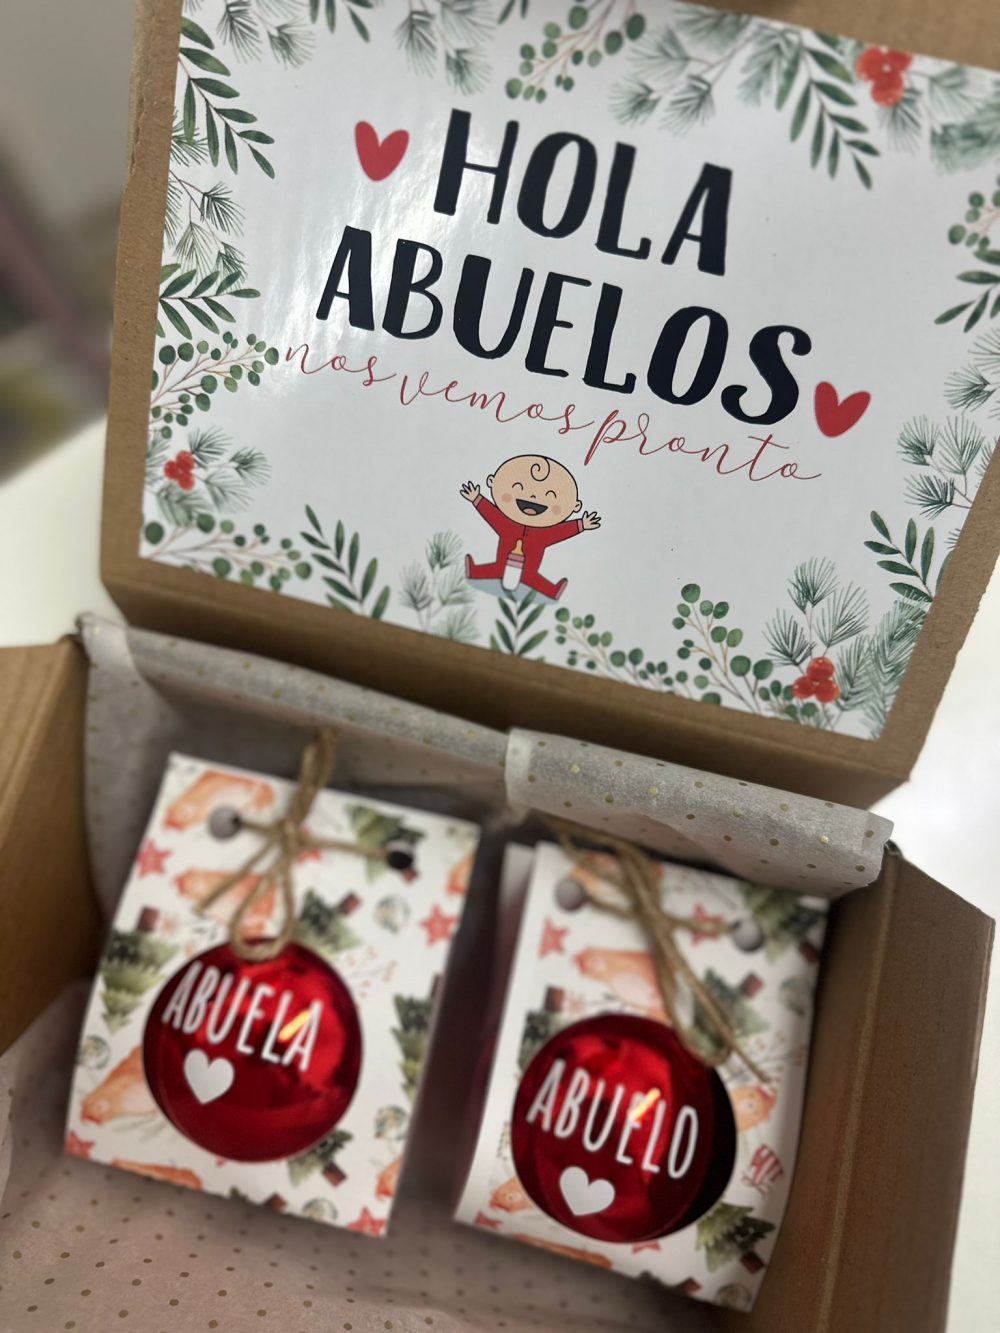 HOLA
ABUELOS
nos vemos pronto
ABUELA
ABUELO